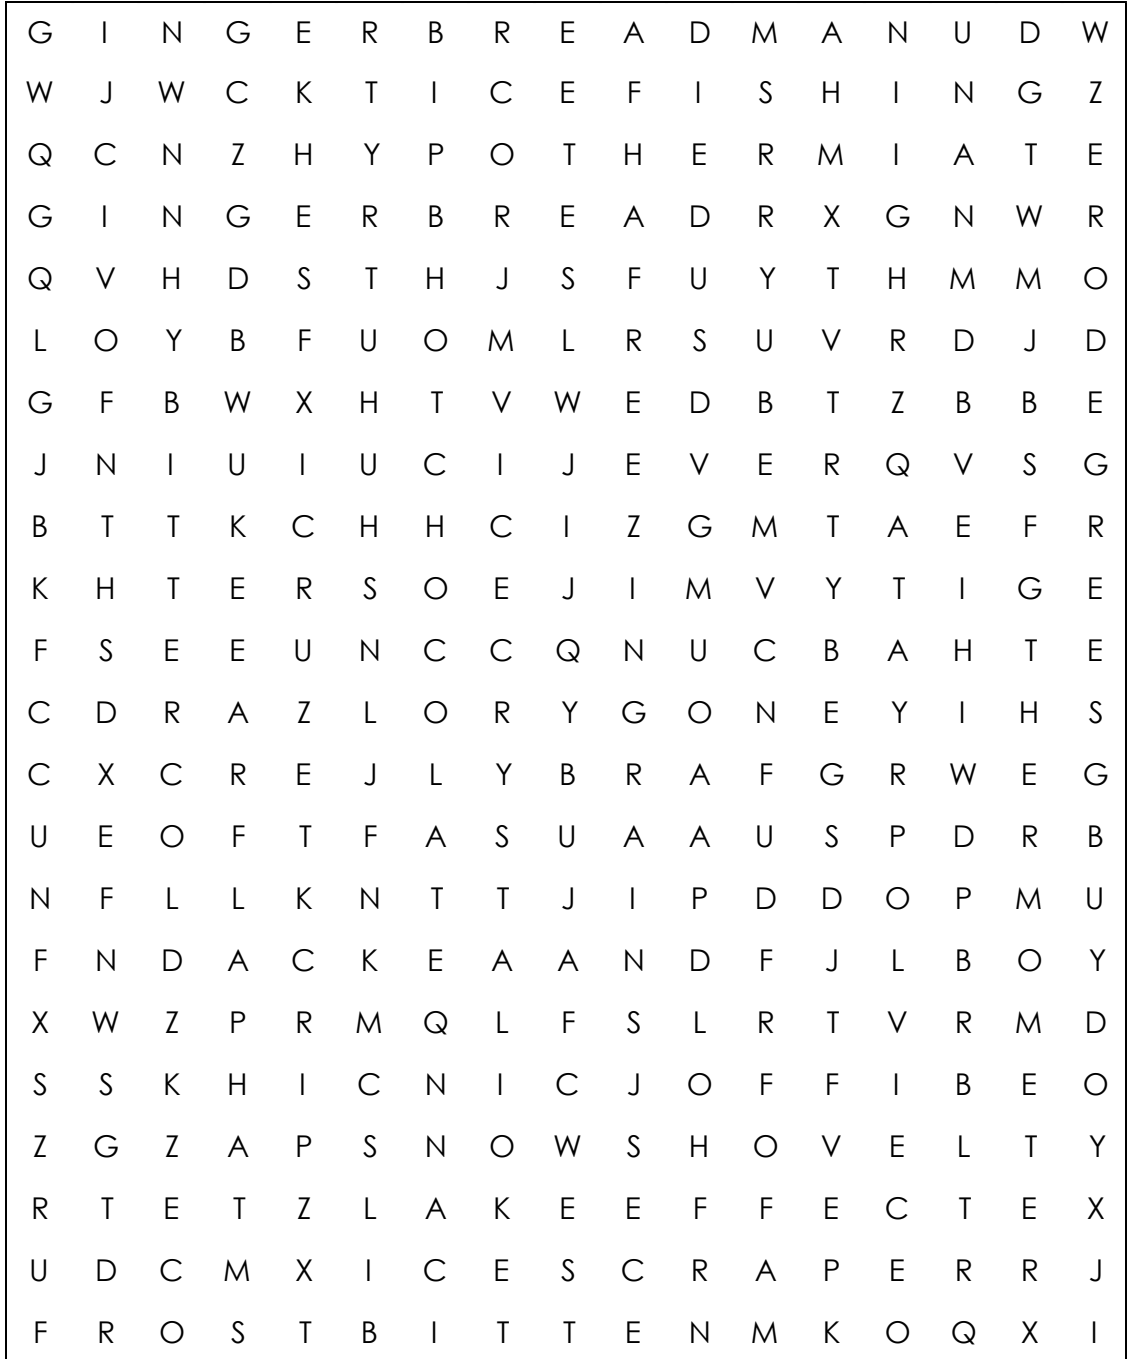 G I N G E R B R E A D M A N U D W
W J W C K T I C E F I S H I N G Z
Q C N Z H Y P O T H E R M I A T E
G I N G E R B R E A D R X G N W R
Q V H D S T H J S F U Y T H M M O
L O Y B F U O M L R S U V R D J D
G F B W X H T V W E D B T Z B B E
J N I U I U C I J E V E R Q V S G
B T T K C H H C I Z G M T A E F R
K H T E R S O E J I M V Y T I G E
F S E E U N C C Q N U C B A H T E
C D R A Z L O R Y G O N E Y I H S
C X C R E J L Y B R A F G R W E G
U E O F T F A S U A A U S P D R B
N F L L K N T T J I P D D O P M U
F N D A C K E A A N D F J L B O Y
X W Z P R M Q L F S L R T V R M D
S S K H I C N I C J O F F I B E O
Z G Z A P S N O W S H O V E L T Y
R T E T Z L A K E E F F E C T E X
U D C M X I C E S C R A P E R R J
F R O S T B I T T E N M K O Q X I